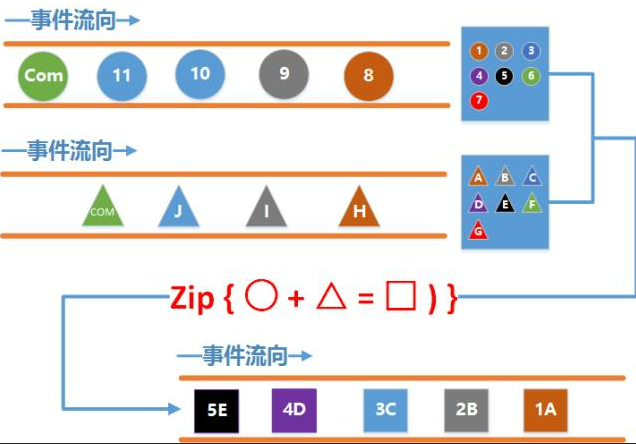 事件流向
Com 11 10 9 8
1 2 3
4 5 6
7
事件流向
COM J I H
A B C
D E F
G
Zip { ○ + △ = □ ) }
事件流向
5E 4D 3C 2B 1A